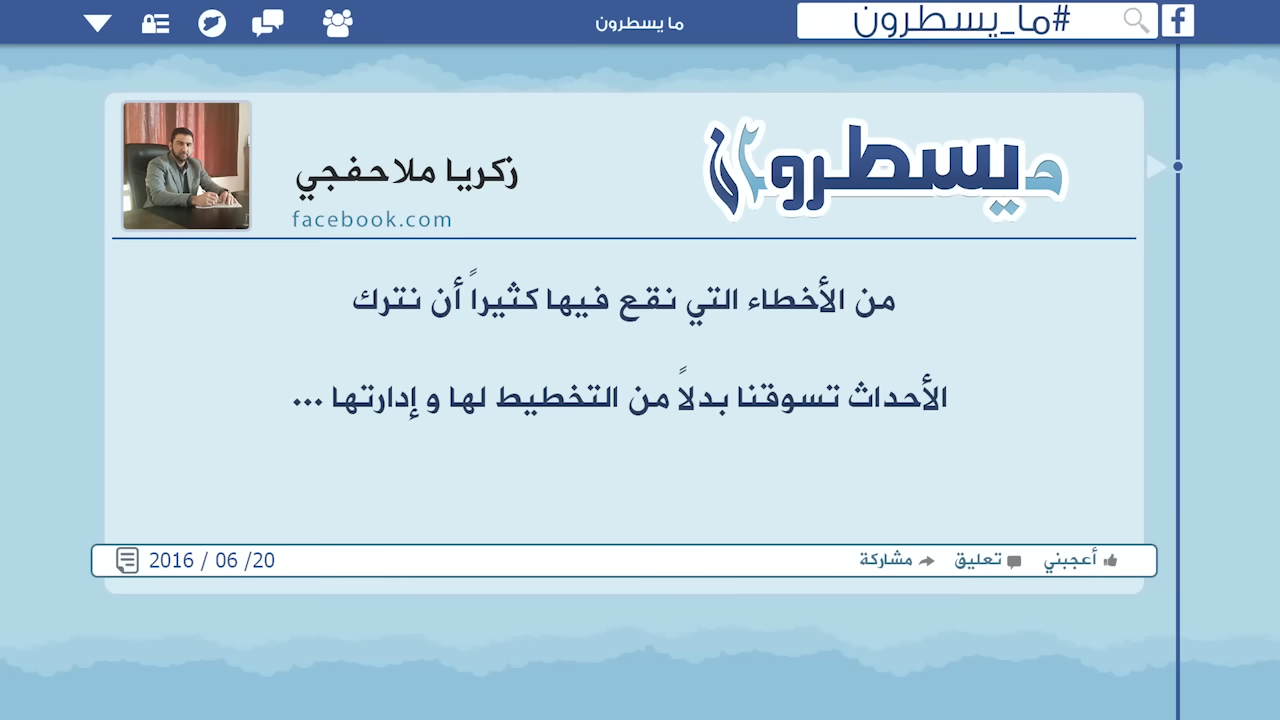 ما يسطرون
#ما_يسطرون
ما يسطرون
زكريا ملاحفجي
facebook.com
من الأخطاء التي نقع فيها كثيراً أن نترك
الأحداث تسوقنا بدلاً من التخطيط لها و إدارتها ...
أعجبني تعليق مشاركة
2016 / 06 /20